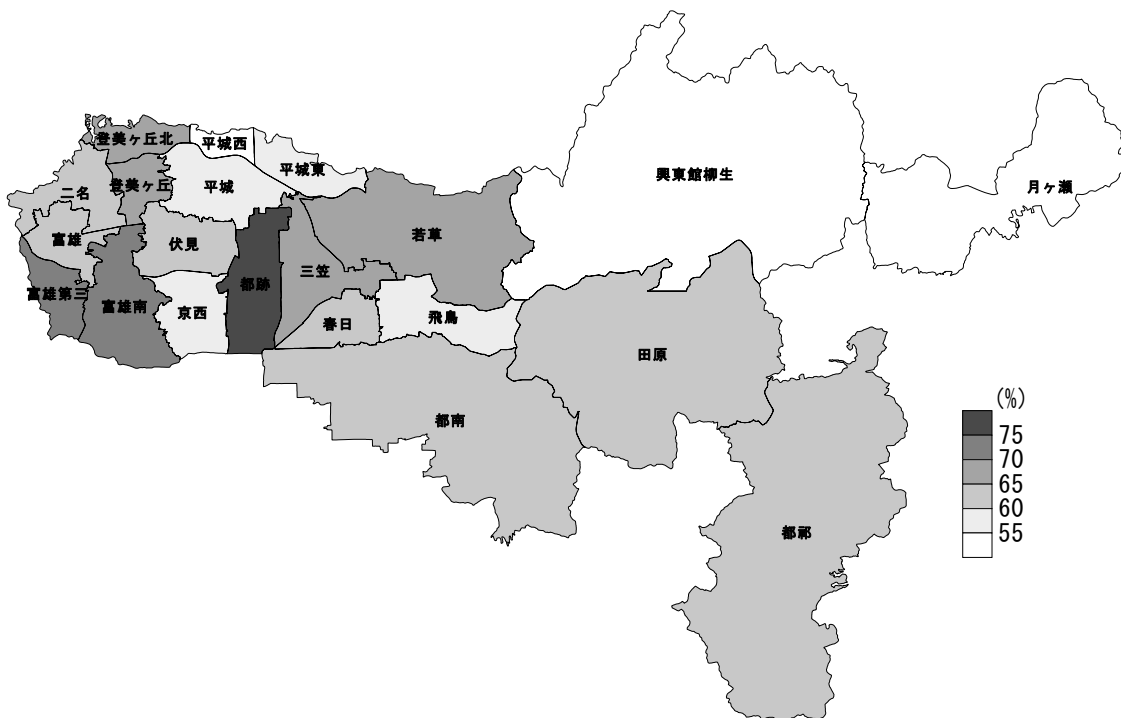 登美ヶ丘北
平城西
平城東
興東館柳生
月ヶ瀬
二名
登美ヶ丘
平城
富雄
伏見
若草
三笠
都跡
富雄第三
富雄南
京西
春日
飛鳥
田原
都南
都祁
(%)
75
70
65
60
55